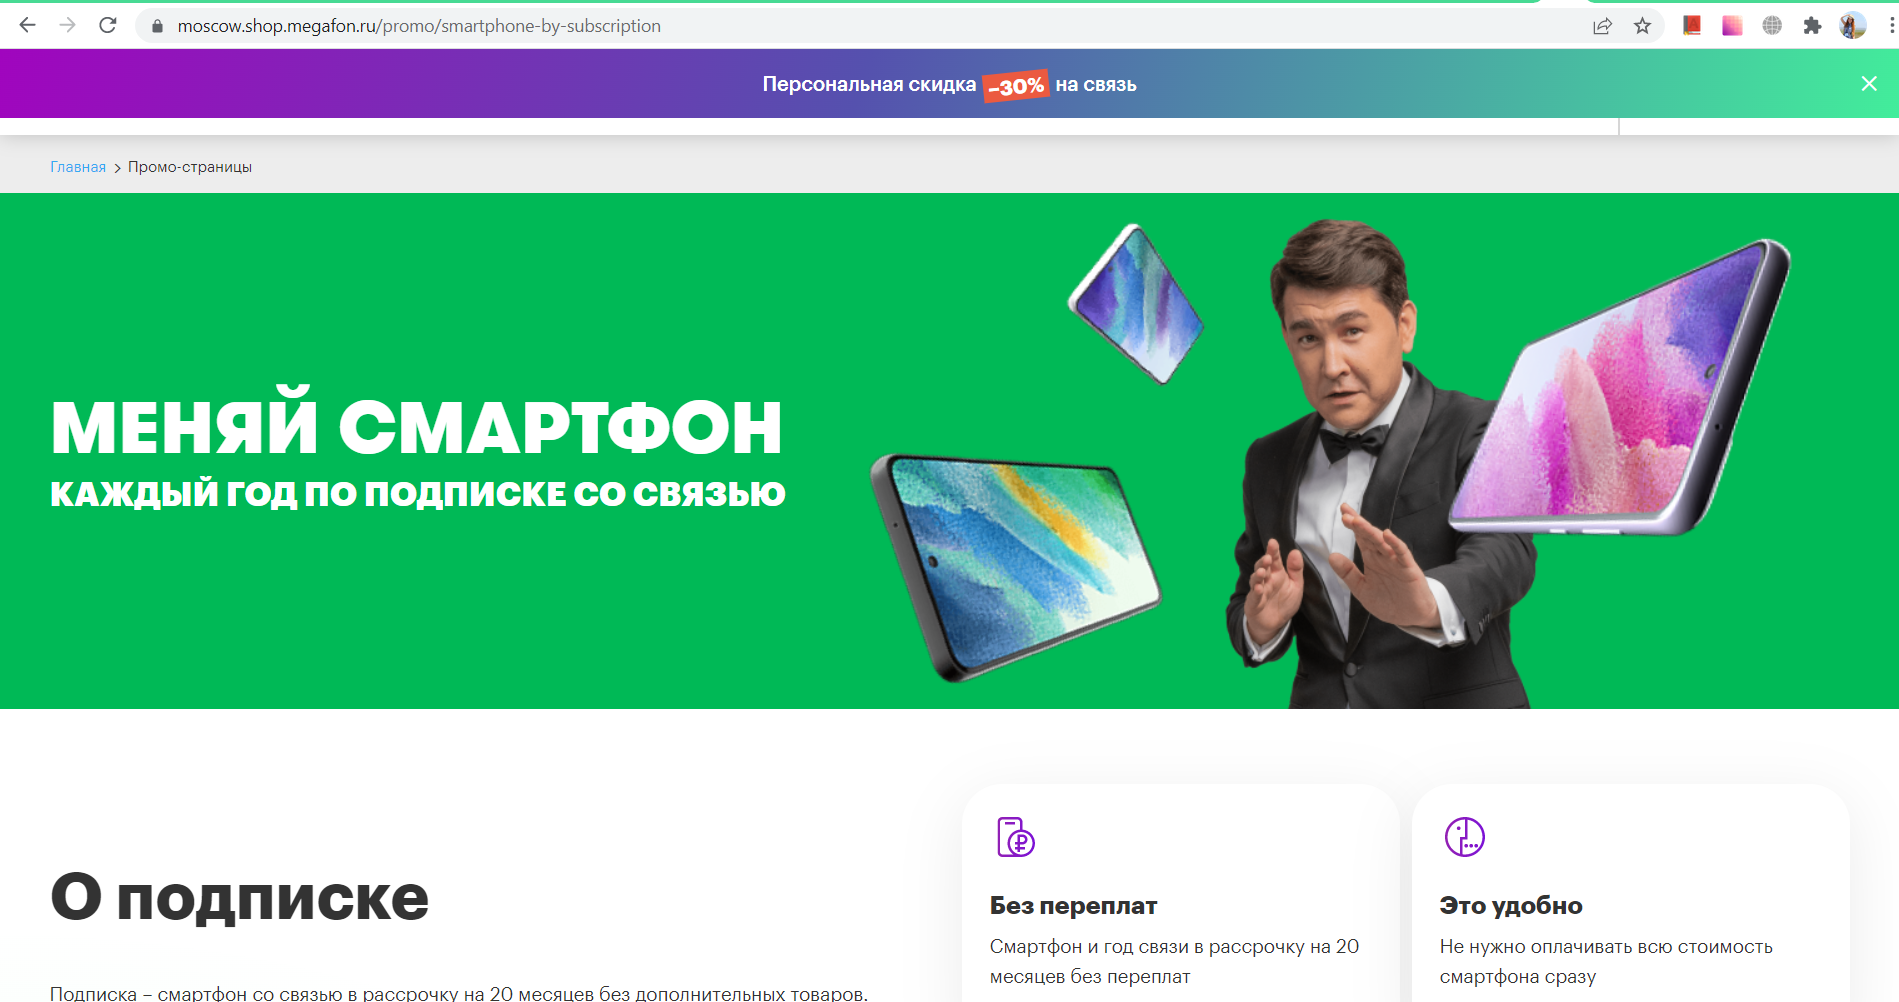 moscow.shop.megafon.ru/promo/smartphone-by-subscription
Персональная скидка –30% на связь
Главная > Промо-страницы
МЕНЯЙ СМАРТФОН
КАЖДЫЙ ГОД ПО ПОДПИСКЕ СО СВЯЗЬЮ
О подписке
Подписка – смартфон со связью в рассрочку на 20 месяцев без дополнительных товаров.
Без переплат
Смартфон и год связи в рассрочку на 20
месяцев без переплат
Это удобно
Не нужно оплачивать всю стоимость
смартфона сразу